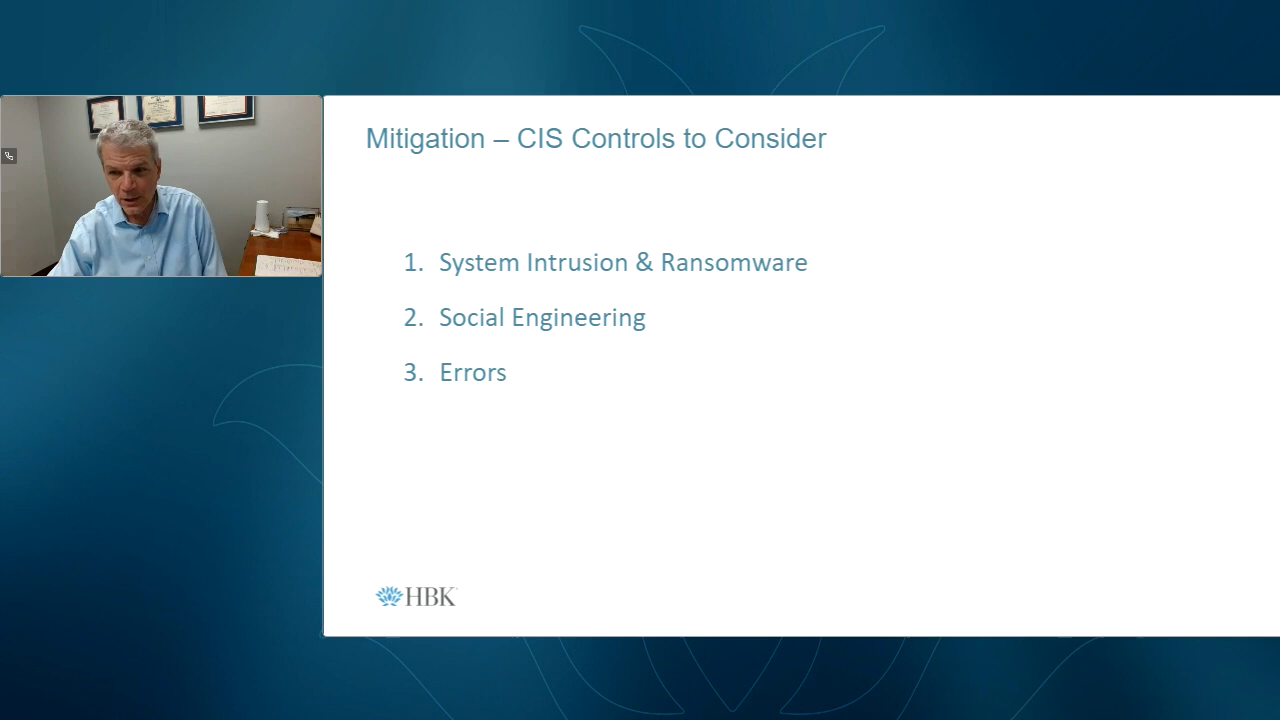 Mitigation – CIS Controls to Consider
1. System Intrusion & Ransomware
2. Social Engineering
3. Errors
HBK